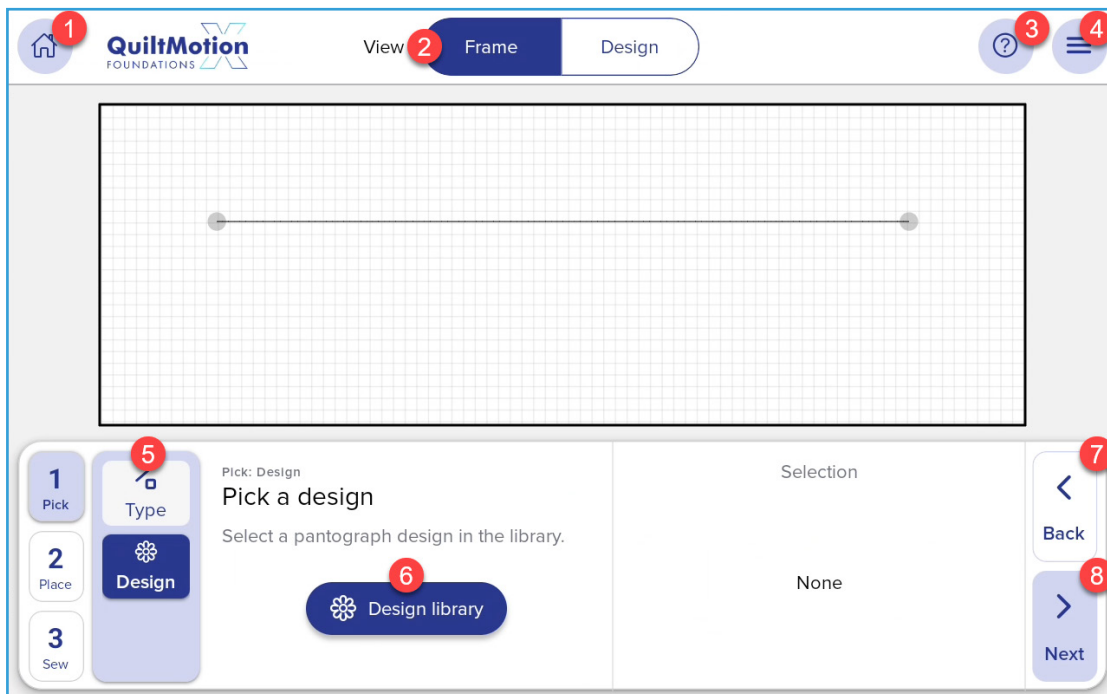 1
QuiltMotion
FOUNDATIONS
View 2 Frame Design
3
4
5
1
Pick
Type
2
Place
Design
3
Sew
Pick: Design
Pick a design
Select a pantograph design in the library.
6
Design library
Selection
None
7
Back
8
Next